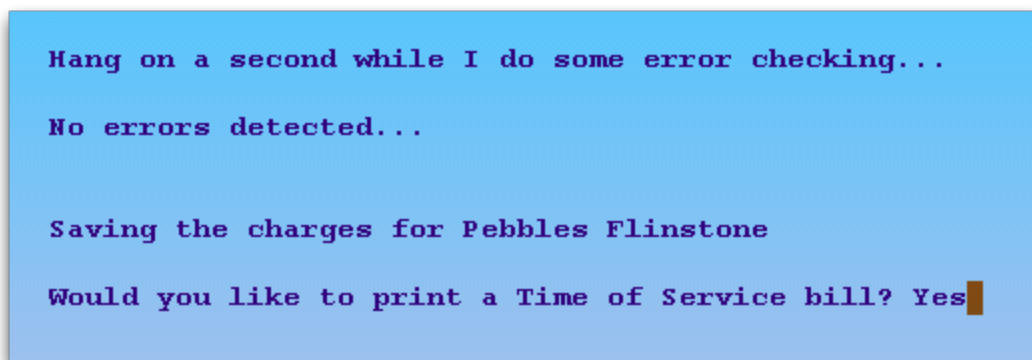 Hang on a second while I do some error checking...
No errors detected...
Saving the charges for Pebbles Flinstone
Would you like to print a Time of Service bill? Yes